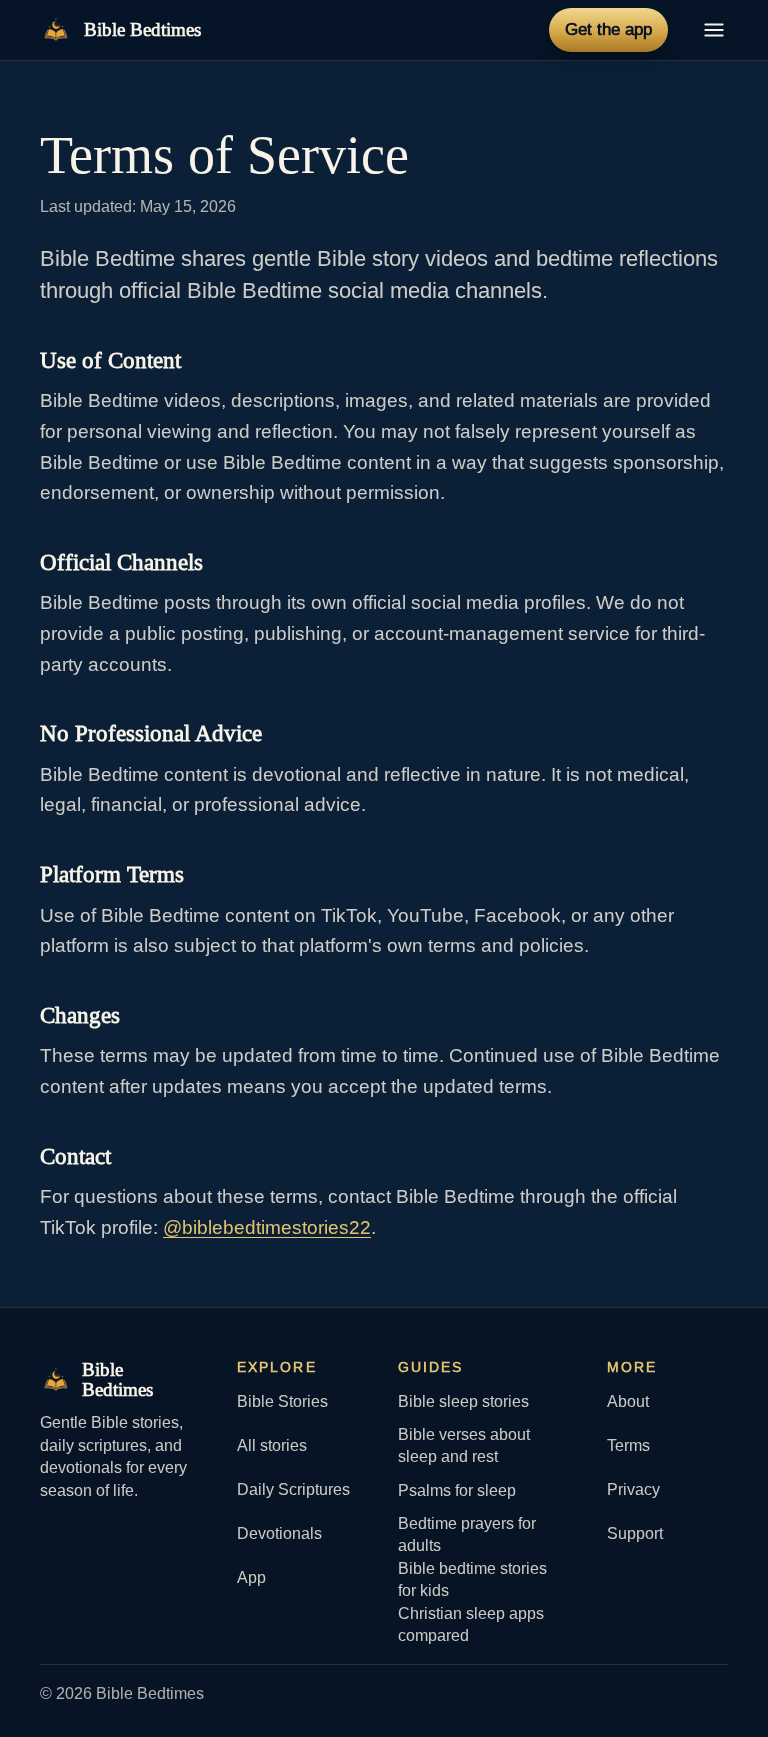 Bible Bedtimes
Get the app
Terms of Service
Last updated: May 15, 2026
Bible Bedtime shares gentle Bible story videos and bedtime reflections
through official Bible Bedtime social media channels.
Use of Content
Bible Bedtime videos, descriptions, images, and related materials are provided
for personal viewing and reflection. You may not falsely represent yourself as
Bible Bedtime or use Bible Bedtime content in a way that suggests sponsorship,
endorsement, or ownership without permission.
Official Channels
Bible Bedtime posts through its own official social media profiles. We do not
provide a public posting, publishing, or account-management service for third-
party accounts.
No Professional Advice
Bible Bedtime content is devotional and reflective in nature. It is not medical,
legal, financial, or professional advice.
Platform Terms
Use of Bible Bedtime content on TikTok, YouTube, Facebook, or any other
platform is also subject to that platform's own terms and policies.
Changes
These terms may be updated from time to time. Continued use of Bible Bedtime
content after updates means you accept the updated terms.
Contact
For questions about these terms, contact Bible Bedtime through the official
TikTok profile: @biblebedtimestories22.
Bible
Bedtimes
Gentle Bible stories,
daily scriptures, and
devotionals for every
season of life.
EXPLORE
Bible Stories
All stories
Daily Scriptures
Devotionals
App
GUIDES
Bible sleep stories
Bible verses about
sleep and rest
Psalms for sleep
Bedtime prayers for
adults
Bible bedtime stories
for kids
Christian sleep apps
compared
MORE
About
Terms
Privacy
Support
© 2026 Bible Bedtimes